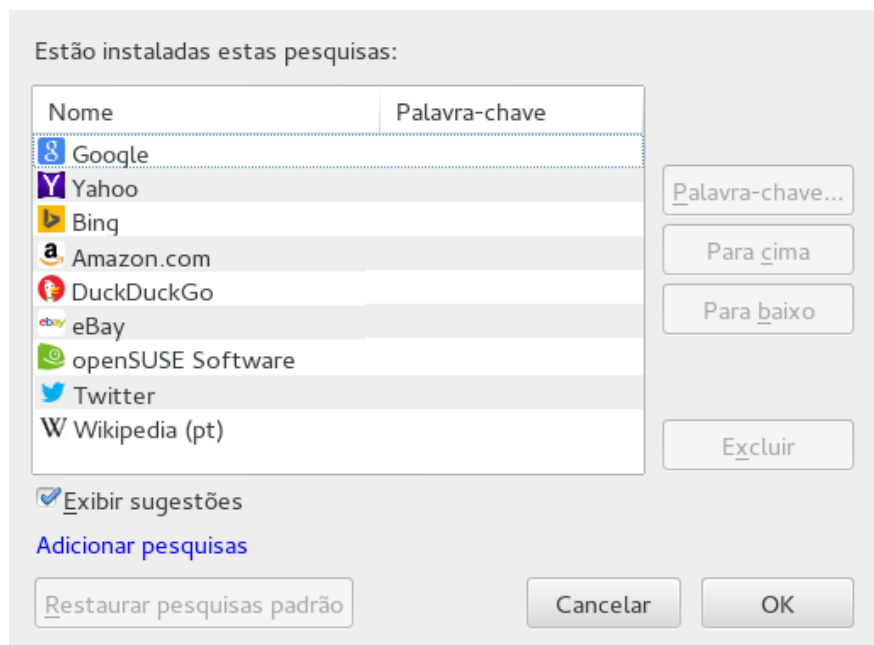 Estão instaladas estas pesquisas:
Nome Palavra-chave
Google
Yahoo
Bing
Amazon.com
DuckDuckGo
eBay
openSUSE Software
Twitter
Wikipedia (pt)
Palavra-chave...
Para cima
Para baixo
Excluir
Exibir sugestões
Adicionar pesquisas
Restaurar pesquisas padrão Cancelar OK